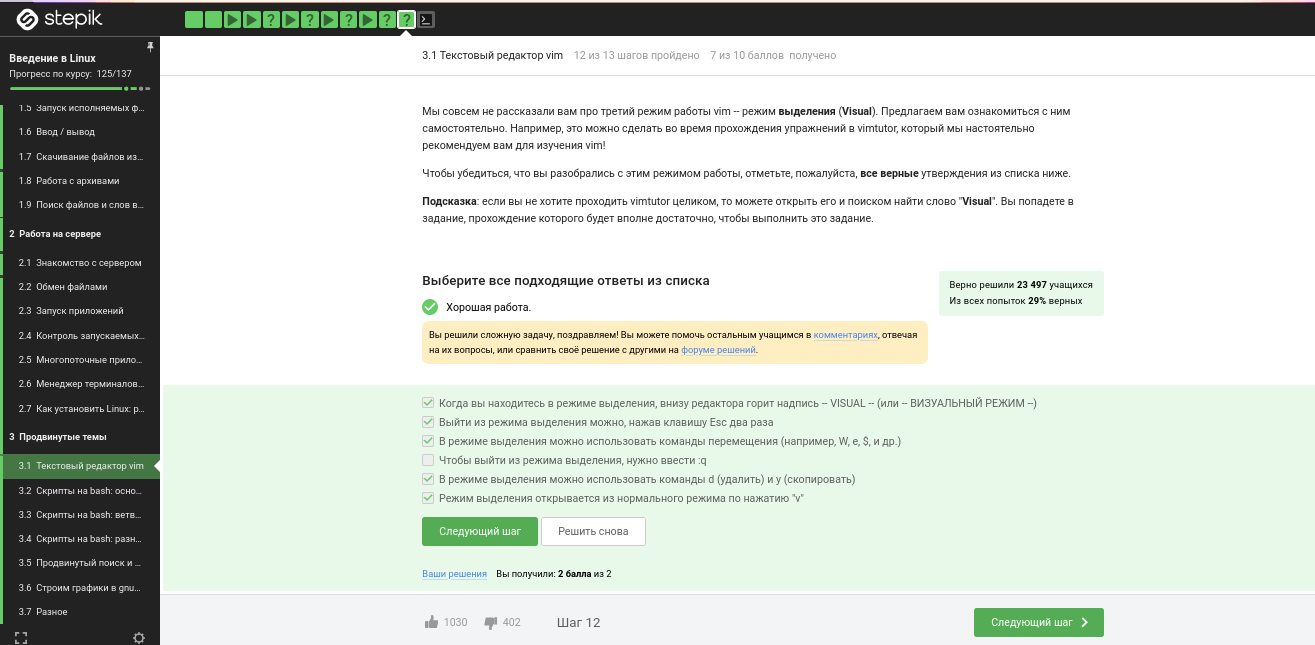 stepik
Введение в Linux
Прогресс по курсу: 125/137
1.5 Запуск исполняемых ф...
1.6 Ввод / вывод
1.7 Скачивание файлов из...
1.8 Работа с архивами
1.9 Поиск файлов и слов в...
2 Работа на сервере
2.1 Знакомство с сервером
2.2 Обмен файлами
2.3 Запуск приложений
2.4 Контроль запускаемых...
2.5 Многопоточные прило...
2.6 Менеджер терминалов...
2.7 Как установить Linux: р...
3 Продвинутые темы
3.1 Текстовый редактор vim
3.2 Скрипты на bash: осно...
3.3 Скрипты на bash: ветв...
3.4 Скрипты на bash: разн...
3.5 Продвинутый поиск и ...
3.6 Строим графики в gnu...
3.7 Разное
3.1 Текстовый редактор vim 12 из 13 шагов пройдено 7 из 10 баллов получено
Мы совсем не рассказали вам про третий режим работы vim -- режим выделения (Visual). Предлагаем вам ознакомиться с ним
самостоятельно. Например, это можно сделать во время прохождения упражнений в vimtutor, который мы настоятельно
рекомендуем вам для изучения vim!
Чтобы убедиться, что вы разобрались с этим режимом работы, отметьте, пожалуйста, все верные утверждения из списка ниже.
Подсказка: если вы не хотите проходить vimtutor целиком, то можете открыть его и поиском найти слово "Visual". Вы попадете в
задание, прохождение которого будет вполне достаточно, чтобы выполнить это задание.
Выберите все подходящие ответы из списка
Верно решили 23 497 учащихся
Из всех попыток 29% верных
Хорошая работа.
Вы решили сложную задачу, поздравляем! Вы можете помочь остальным учащимся в комментариях, отвечая
на их вопросы, или сравнить своё решение с другими на форуме решений.
Когда вы находитесь в режиме выделения, внизу редактора горит надпись -- VISUAL -- (или -- ВИЗУАЛЬНЫЙ РЕЖИМ --)
Выйти из режима выделения можно, нажав клавишу Esc два раза
В режиме выделения можно использовать команды перемещения (например, W, e, $, и др.)
Чтобы выйти из режима выделения, нужно ввести :q
В режиме выделения можно использовать команды d (удалить) и y (скопировать)
Режим выделения открывается из нормального режима по нажатию "v"
Следующий шаг
Решить снова
Ваши решения Вы получили: 2 балла из 2
1030 402 Шаг 12
Следующий шаг